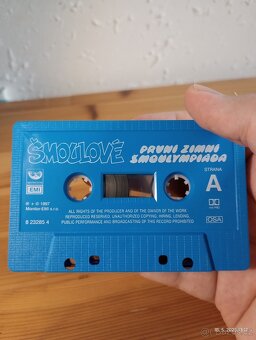 ŠMOULOVÉ
PRVNÍ ZIMNÍ
ŠMOULYMPIÁDA
STRANA
A
EMI
℗ + © 1997
Monitor-EMI s.r.o.
8 23285 4
ALL RIGHTS OF THE PRODUCER AND OF THE OWNER OF THE WORK
REPRODUCED RESERVED. UNAUTHORIZED COPYING, HIRING, LENDING,
PUBLIC PERFORMANCE AND BROADCASTING OF THIS RECORD PROHIBITED!
OSA